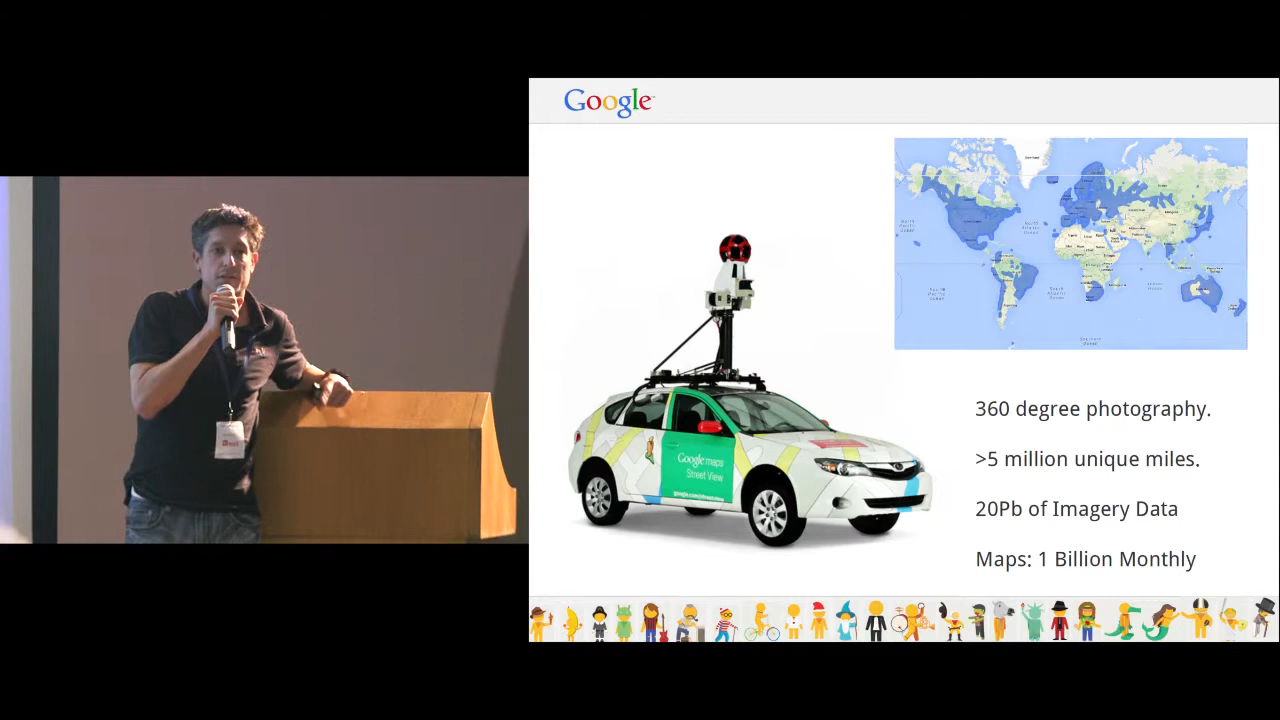 Google
360 degree photography.
>5 million unique miles.
20Pb of Imagery Data
Maps: 1 Billion Monthly
Google maps
Street View